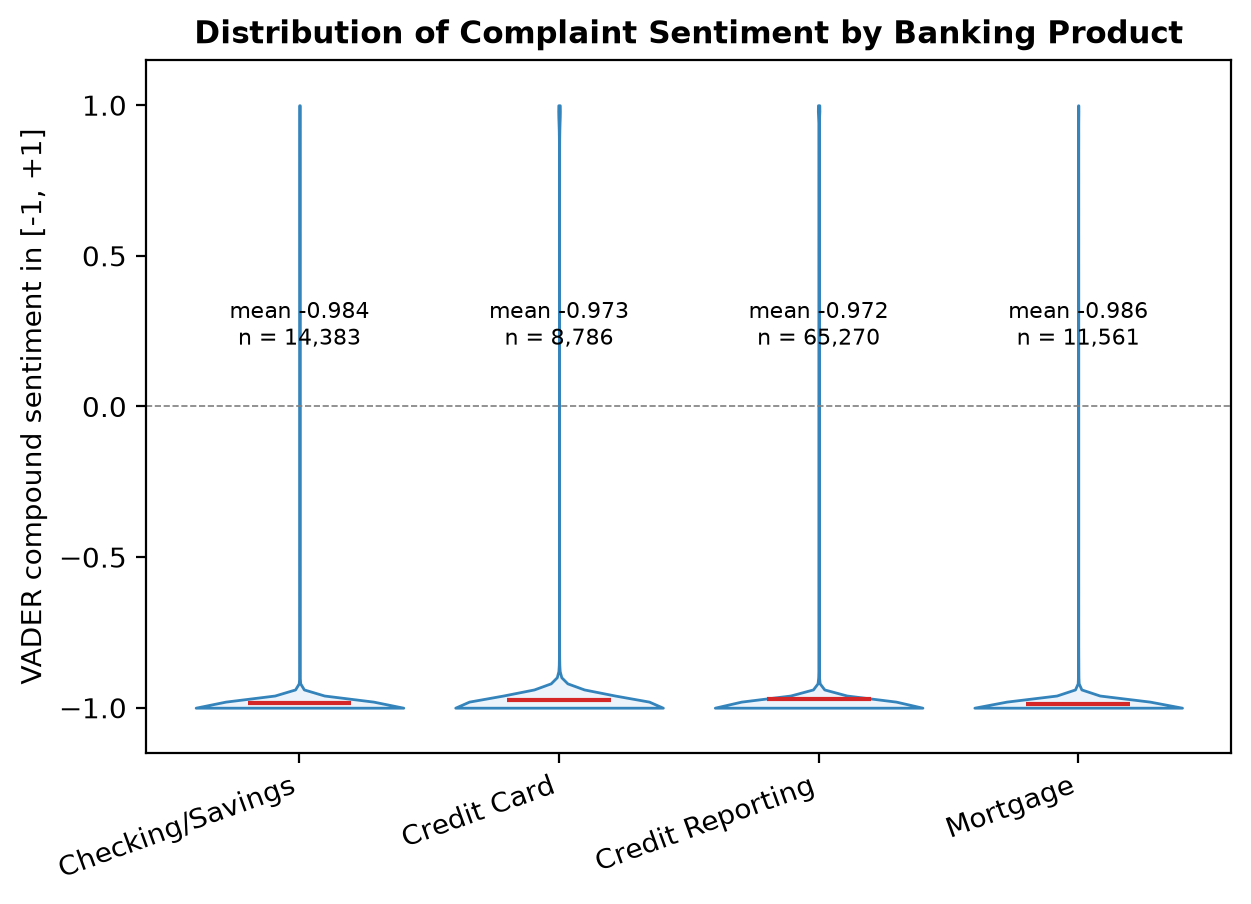 Distribution of Complaint Sentiment by Banking Product
VADER compound sentiment in [-1, +1]
1.0
0.5
0.0
−0.5
−1.0
mean -0.984
n = 14,383
mean -0.973
n = 8,786
mean -0.972
n = 65,270
mean -0.986
n = 11,561
Checking/Savings
Credit Card
Credit Reporting
Mortgage